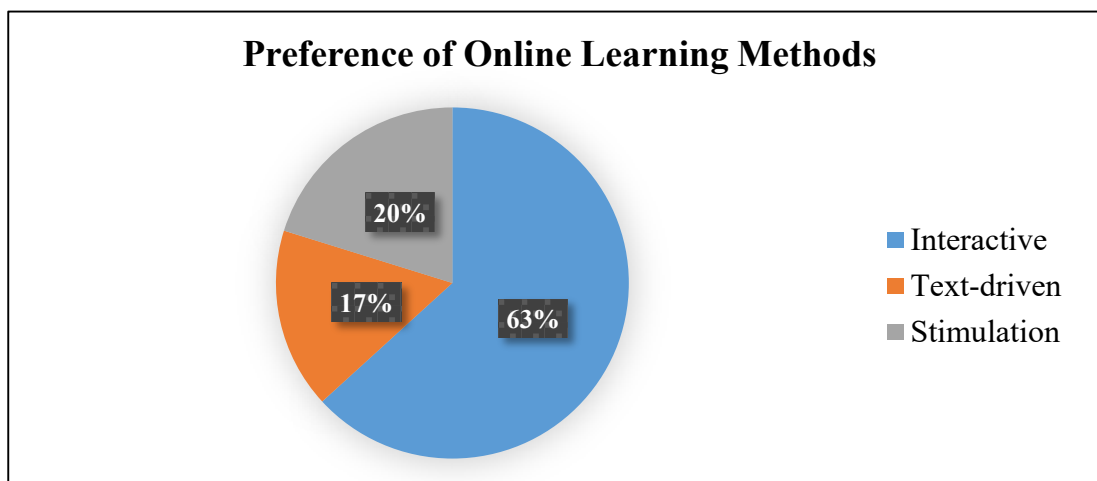 Preference of Online Learning Methods
20%
17%
63%
Interactive
Text-driven
Stimulation